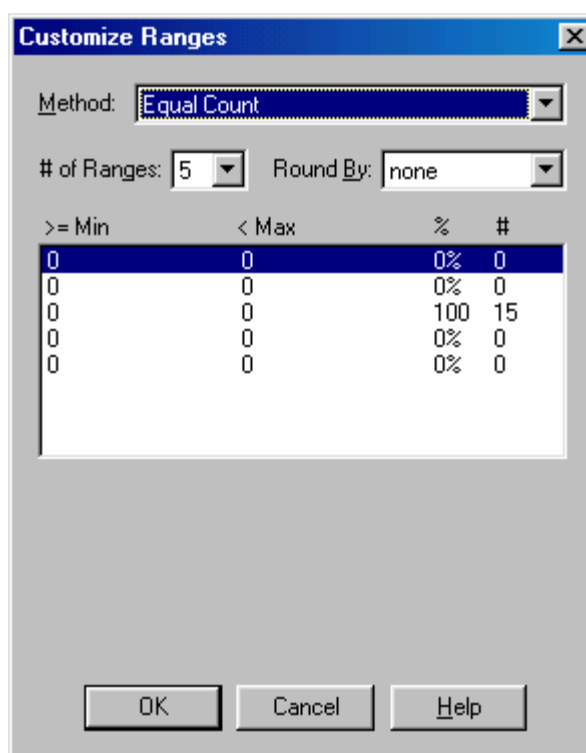 Customize Ranges
Method: Equal Count
# of Ranges: 5 Round By: none
>= Min < Max % #
0 0 0% 0
0 0 0% 0
0 0 100 15
0 0 0% 0
0 0 0% 0
OK Cancel Help